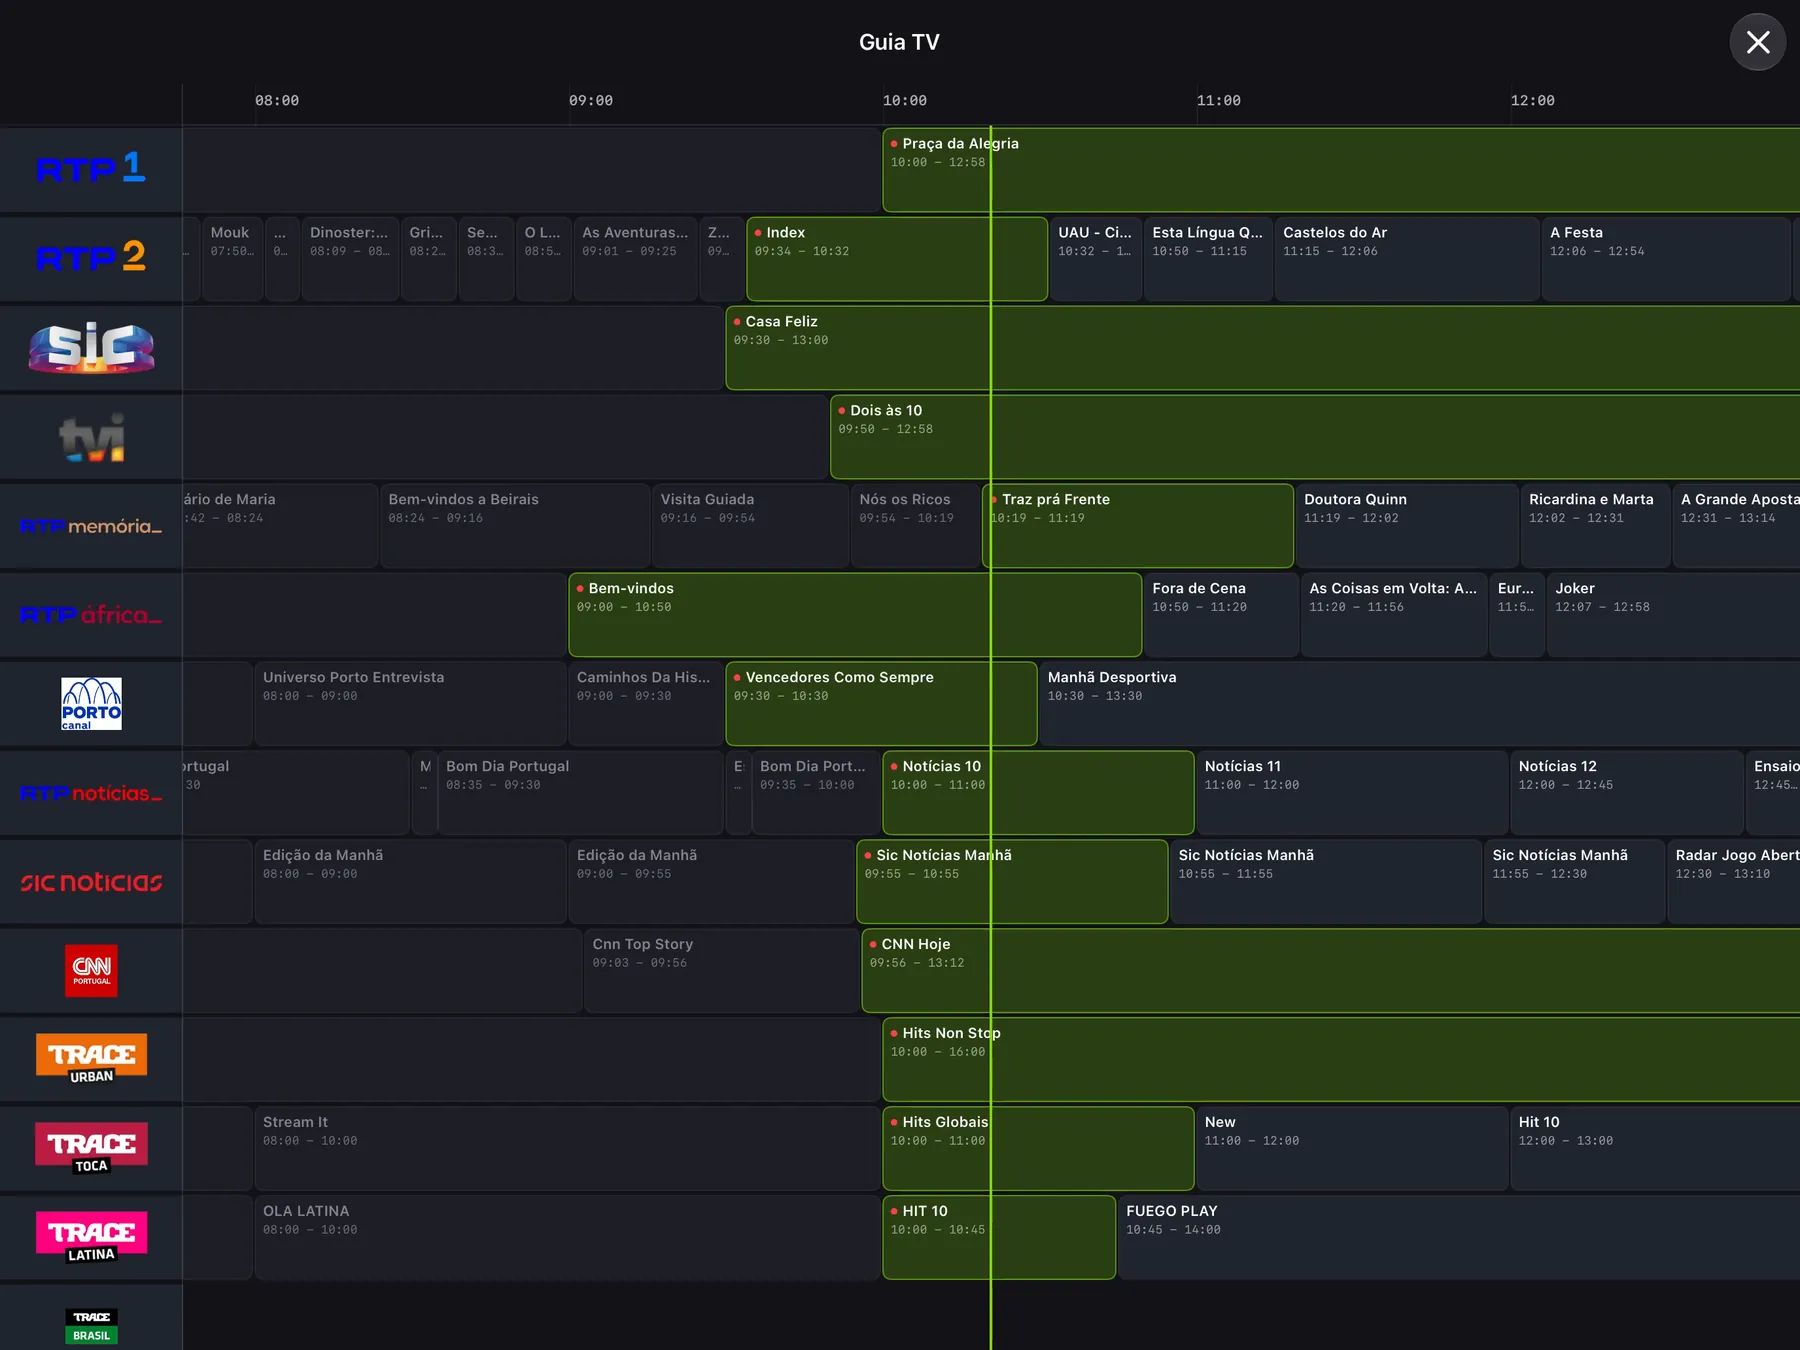 Guia TV
08:00 09:00 10:00 11:00 12:00
RTP 1
Praça da Alegria
10:00 – 12:58
RTP 2
Mouk ... Dinoster:... Gri... Se... O L... As Aventuras... Z... Index UAU - Ci... Esta Língua Q... Castelos do Ar A Festa
... 07:50... 0... 08:09 – 08... 08:2... 08:3... 08:5... 09:01 – 09:25 09... 09:34 – 10:32 10:32 – 1... 10:50 – 11:15 11:15 – 12:06 12:06 – 12:54
SIC
Casa Feliz
09:30 – 13:00
tvi
Dois às 10
09:50 – 12:58
RTP memória_
ário de Maria Bem-vindos a Beirais Visita Guiada Nós os Ricos Traz prá Frente Doutora Quinn Ricardina e Marta A Grande Aposta
:42 – 08:24 08:24 – 09:16 09:16 – 09:54 09:54 – 10:19 10:19 – 11:19 11:19 – 12:02 12:02 – 12:31 12:31 – 13:14
RTP áfrica_
Bem-vindos Fora de Cena As Coisas em Volta: A... Eur... Joker
09:00 – 10:50 10:50 – 11:20 11:20 – 11:56 11:5... 12:07 – 12:58
PORTO
canal
Universo Porto Entrevista Caminhos Da His... Vencedores Como Sempre Manhã Desportiva
08:00 – 09:00 09:00 – 09:30 09:30 – 10:30 10:30 – 13:30
RTP notícias_
ortugal M Bom Dia Portugal E Bom Dia Port... Notícias 10 Notícias 11 Notícias 12 Ensaio
30 ... 08:35 – 09:30 ... 09:35 – 10:00 10:00 – 11:00 11:00 – 12:00 12:00 – 12:45 12:45...
SIC notícias
Edição da Manhã Edição da Manhã Sic Notícias Manhã Sic Notícias Manhã Sic Notícias Manhã Radar Jogo Abert
08:00 – 09:00 09:00 – 09:55 09:55 – 10:55 10:55 – 11:55 11:55 – 12:30 12:30 – 13:10
CNN
PORTUGAL
Cnn Top Story CNN Hoje
09:03 – 09:56 09:56 – 13:12
TRACE
URBAN
Hits Non Stop
10:00 – 16:00
TRACE
TOCA
Stream It Hits Globais New Hit 10
08:00 – 10:00 10:00 – 11:00 11:00 – 12:00 12:00 – 13:00
TRACE
LATINA
OLA LATINA HIT 10 FUEGO PLAY
08:00 – 10:00 10:00 – 10:45 10:45 – 14:00
TRACE
BRASIL